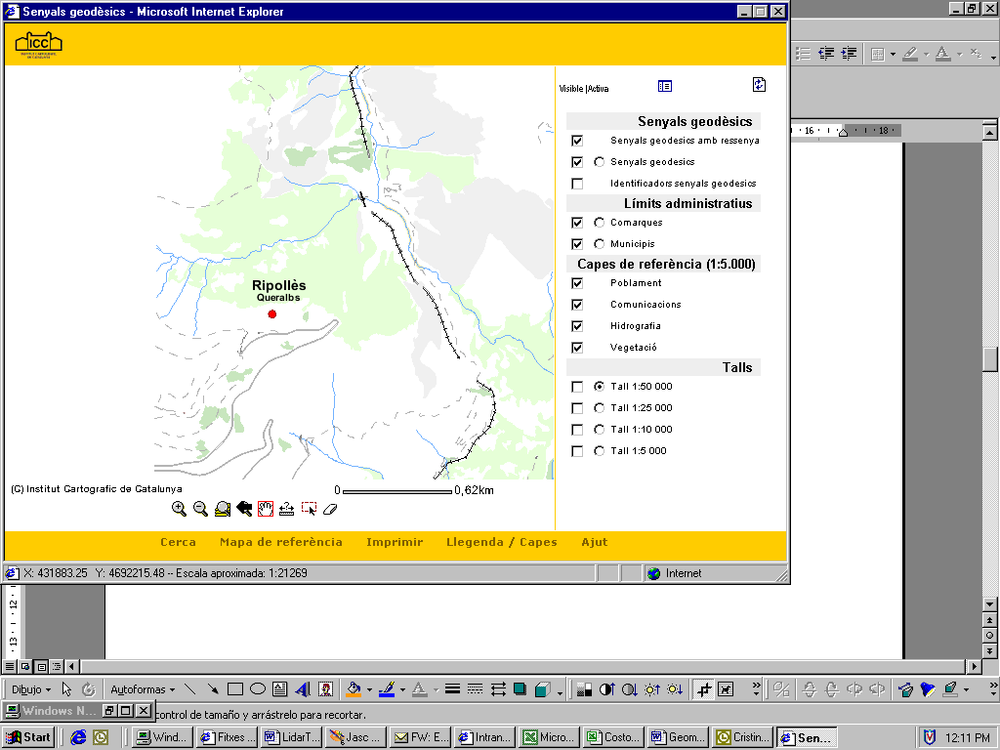 Senyals geodèsics - Microsoft Internet Explorer
ICC
Visible |Activa
Senyals geodèsics
Senyals geodesics amb ressenya
Senyals geodesics
Identificadors senyals geodesics
Límits administratius
Comarques
Municipis
Capes de referència (1:5.000)
Poblament
Comunicacions
Hidrografia
Vegetació
Talls
Tall 1:50 000
Tall 1:25 000
Tall 1:10 000
Tall 1:5 000
Ripollès
Queralbs
(C) Institut Cartografic de Catalunya
0 0,62km
Cerca Mapa de referència Imprimir Llegenda / Capes Ajut
X: 431883.25 Y: 4692215.48 -- Escala aproximada: 1:21269
Internet
16 18
12
13
Dibujo Autoformas
Windows N...
control de tamaño y arrástrelo para recortar.
Start Wind... Fitxes ... LidarT... Jasc ... FW: E... Intran... Micro... Costo... Geom... Cristin... Sen... 12:11 PM